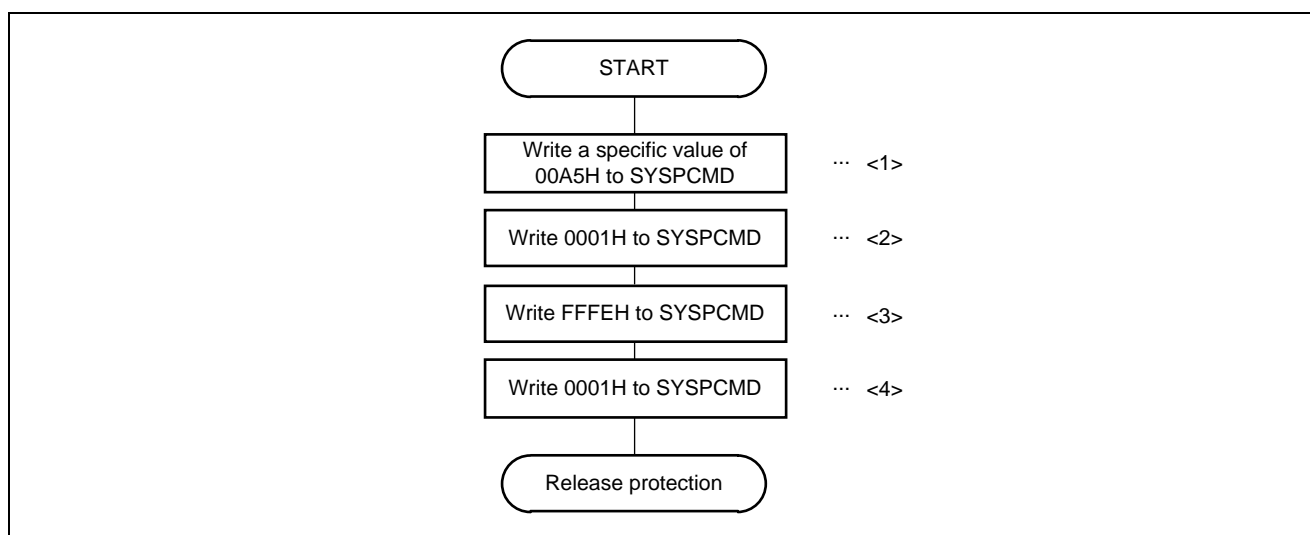 START
Write a specific value of
00A5H to SYSPCMD
... <1>
Write 0001H to SYSPCMD
... <2>
Write FFFEH to SYSPCMD
... <3>
Write 0001H to SYSPCMD
... <4>
Release protection